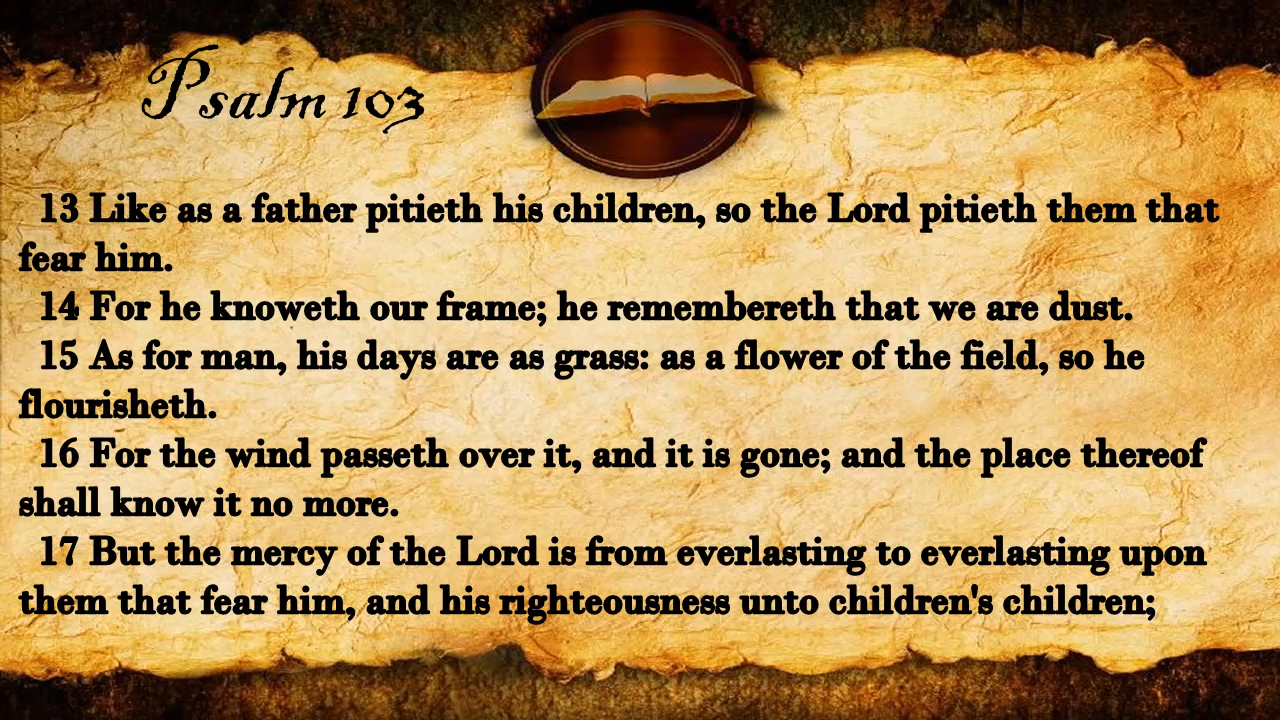 Psalm 103
13 Like as a father pitieth his children, so the Lord pitieth them that
fear him.
14 For he knoweth our frame; he remembereth that we are dust.
15 As for man, his days are as grass: as a flower of the field, so he
flourisheth.
16 For the wind passeth over it, and it is gone; and the place thereof
shall know it no more.
17 But the mercy of the Lord is from everlasting to everlasting upon
them that fear him, and his righteousness unto children's children;